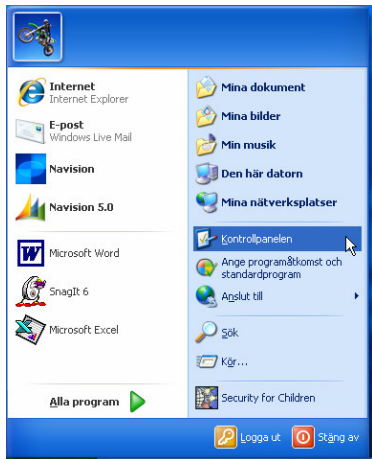 Internet
Internet Explorer
E-post
Windows Live Mail
Navision
Navision 5.0
Microsoft Word
SnagIt 6
Microsoft Excel
Alla program
Mina dokument
Mina bilder
Min musik
Den här datorn
Mina nätverksplatser
Kontrollpanelen
Ange programåtkomst och
standardprogram
Anslut till
Sök
Kör...
Security for Children
Logga ut
Stäng av